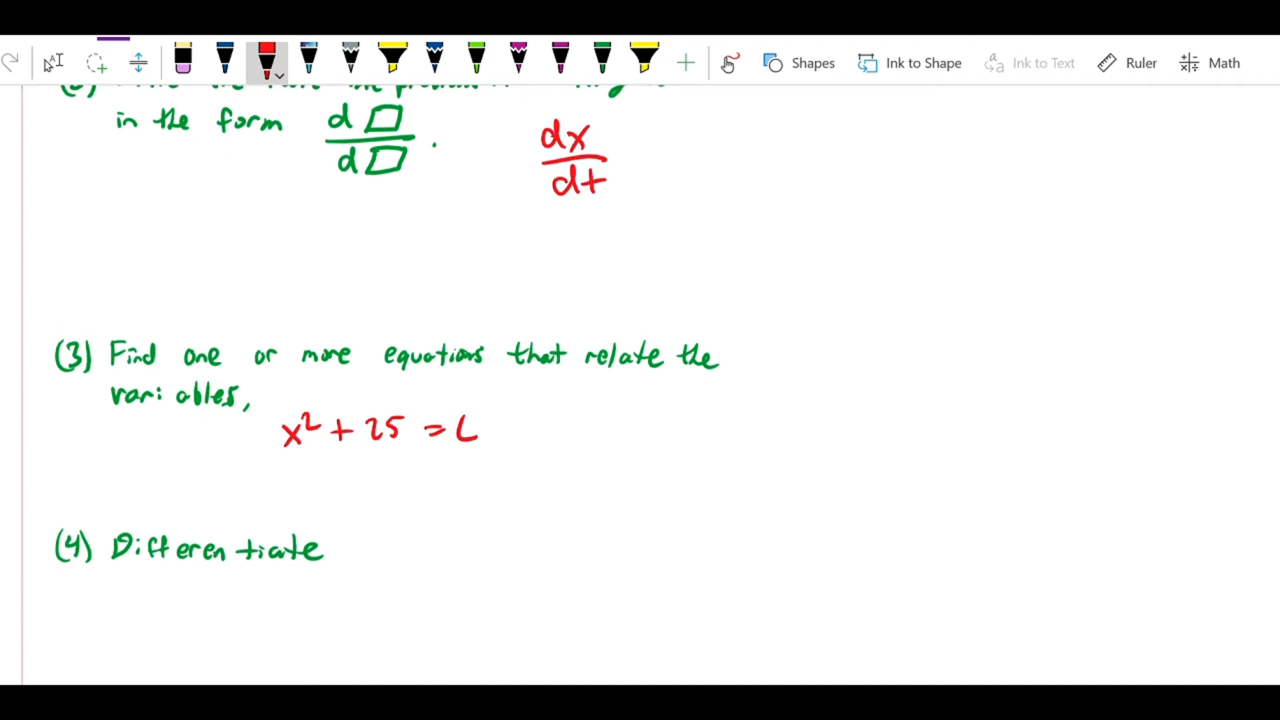 Shapes Ink to Shape Ink to Text Ruler Math
in the form d□/d□ . dx/dt
(3) Find one or more equations that relate the
variables,
x² + 25 = L
(4) Differentiate